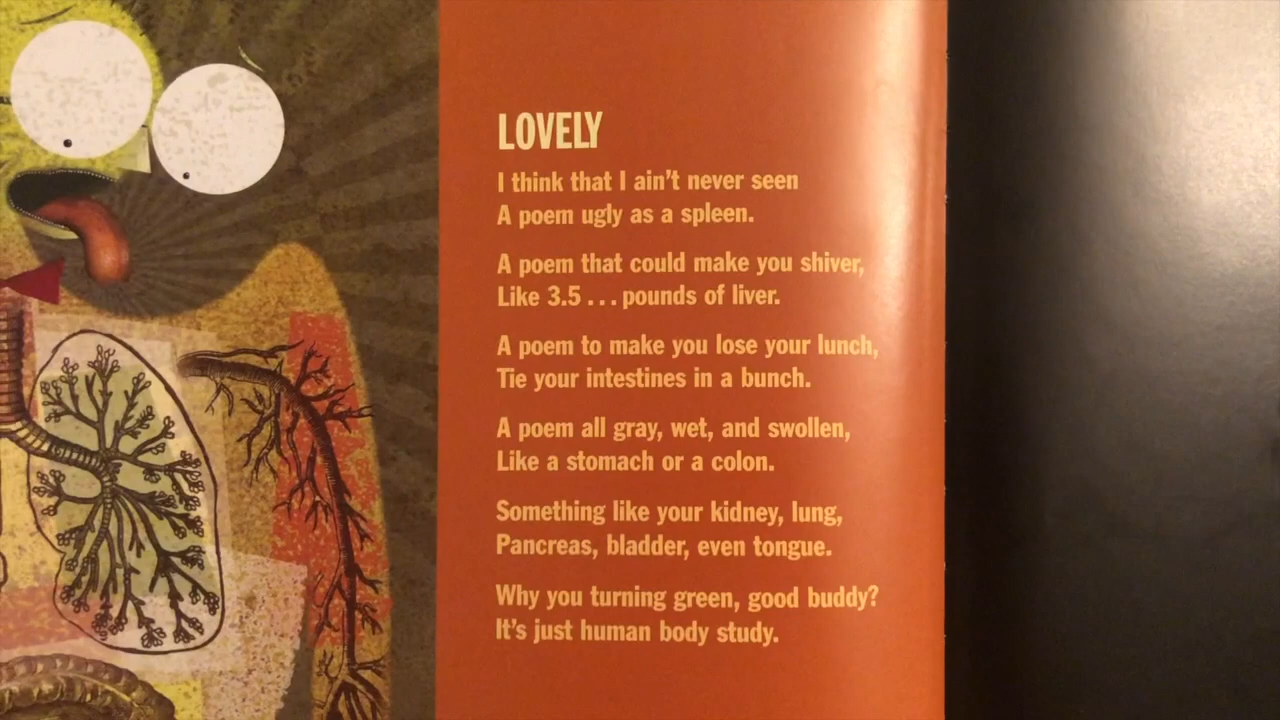 LOVELY
I think that I ain't never seen
A poem ugly as a spleen.
A poem that could make you shiver,
Like 3.5 . . . pounds of liver.
A poem to make you lose your lunch,
Tie your intestines in a bunch.
A poem all gray, wet, and swollen,
Like a stomach or a colon.
Something like your kidney, lung,
Pancreas, bladder, even tongue.
Why you turning green, good buddy?
It's just human body study.